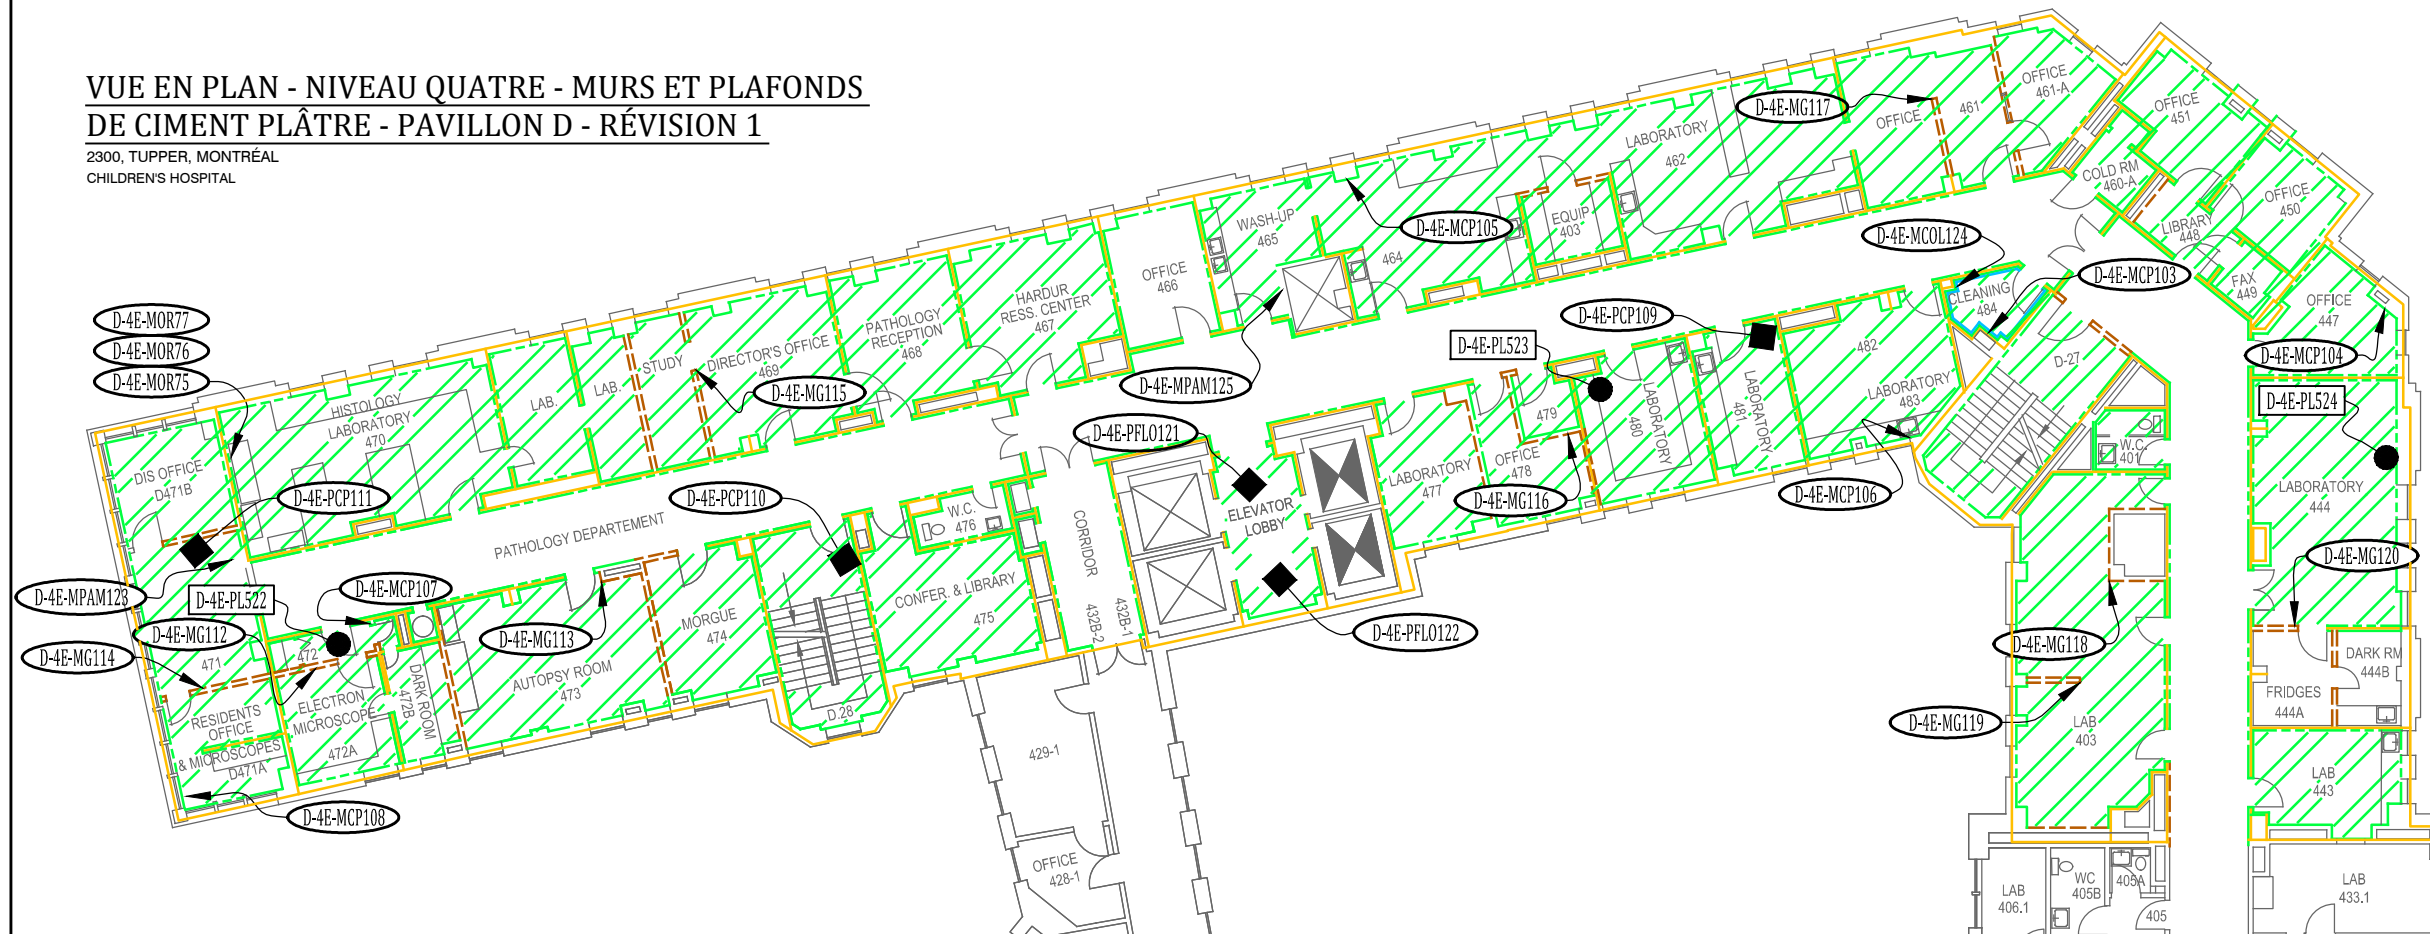 VUE EN PLAN - NIVEAU QUATRE - MURS ET PLAFONDS
DE CIMENT PLÂTRE - PAVILLON D - RÉVISION 1
2300, TUPPER, MONTRÉAL
CHILDREN'S HOSPITAL
D-4E-MOR77
D-4E-MOR76
D-4E-MOR75
D-4E-MG117
D-4E-MCP105
D-4E-MCOL124
D-4E-MCP103
D-4E-MCP104
D-4E-PCP109
D-4E-PL523
D-4E-MPAM125
D-4E-MG115
D-4E-PFLO121
D-4E-PL524
D-4E-PCP111
D-4E-PCP110
D-4E-MG116
D-4E-MCP106
D-4E-MG120
D-4E-MPAM123
D-4E-PL522
D-4E-MCP107
D-4E-MG112
D-4E-MG114
D-4E-MG113
D-4E-PFLO122
D-4E-MG118
D-4E-MG119
D-4E-MCP108
OFFICE
461-A
461
OFFICE
LABORATORY
462
EQUIP
403
464
WASH-UP
465
OFFICE
466
HARDUR
RESS. CENTER
467
PATHOLOGY
RECEPTION
468
DIRECTOR'S OFFICE
469
STUDY
LAB.
LAB.
HISTOLOGY
LABORATORY
470
DIS OFFICE
D471B
PATHOLOGY DEPARTEMENT
471
RESIDENTS
OFFICE
& MICROSCOPES
D471A
472
ELECTRON
MICROSCOPE
472A
DARK ROOM
472B
AUTOPSY ROOM
473
MORGUE
474
D.28
CONFER. & LIBRARY
475
W.C.
476
CORRIDOR
432B-2
432B-1
ELEVATOR
LOBBY
LABORATORY
477
OFFICE
478
479
LABORATORY
480
LABORATORY
481
482
LABORATORY
483
CLEANING
484
D-27
COLD RM
460-A
OFFICE
451
OFFICE
450
LIBRARY
448
FAX
449
OFFICE
447
W.C.
401
LABORATORY
444
DARK RM
444B
FRIDGES
444A
LAB
403
LAB
443
LAB
433.1
LAB
406.1
WC
405B
405A
405
429-1
OFFICE
428-1